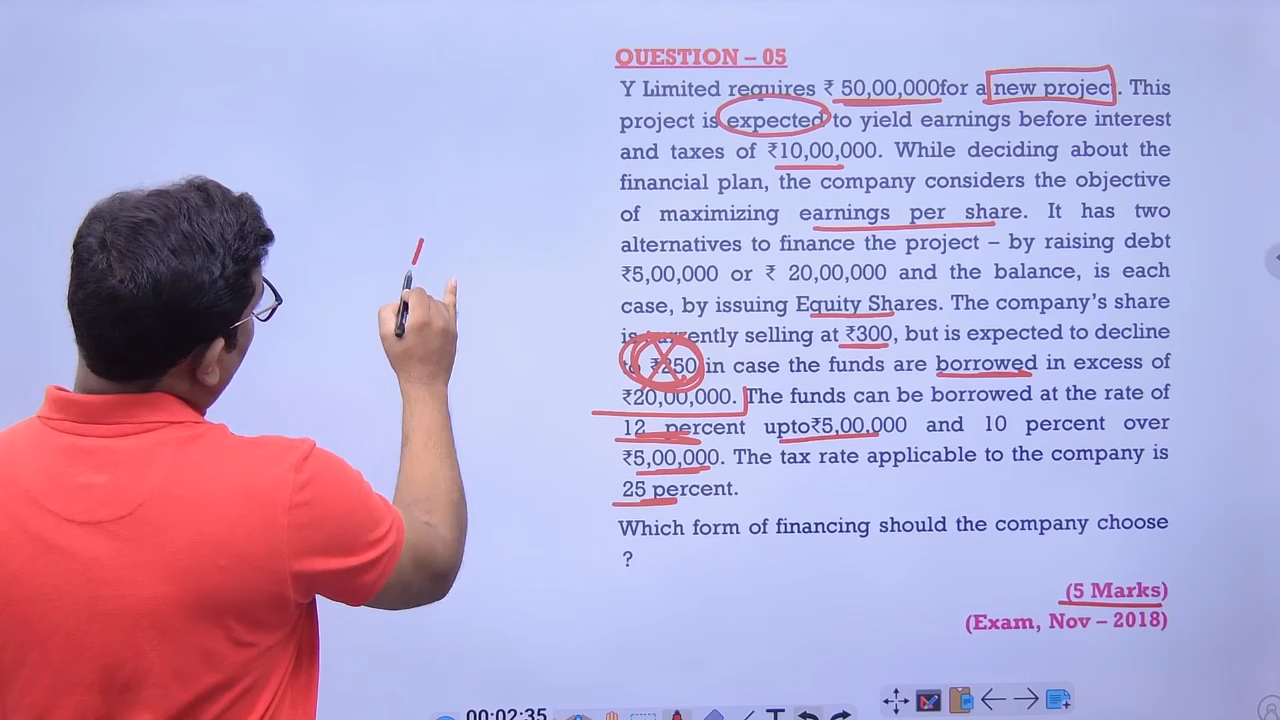 QUESTION – 05
Y Limited requires ₹ 50,00,000for a new project. This
project is expected to yield earnings before interest
and taxes of ₹10,00,000. While deciding about the
financial plan, the company considers the objective
of maximizing earnings per share. It has two
alternatives to finance the project – by raising debt
₹5,00,000 or ₹ 20,00,000 and the balance, is each
case, by issuing Equity Shares. The company's share
is currently selling at ₹300, but is expected to decline
to ₹250 in case the funds are borrowed in excess of
₹20,00,000. The funds can be borrowed at the rate of
12 percent upto₹5,00,000 and 10 percent over
₹5,00,000. The tax rate applicable to the company is
25 percent.
Which form of financing should the company choose
?
(5 Marks)
(Exam, Nov – 2018)
00:02:35